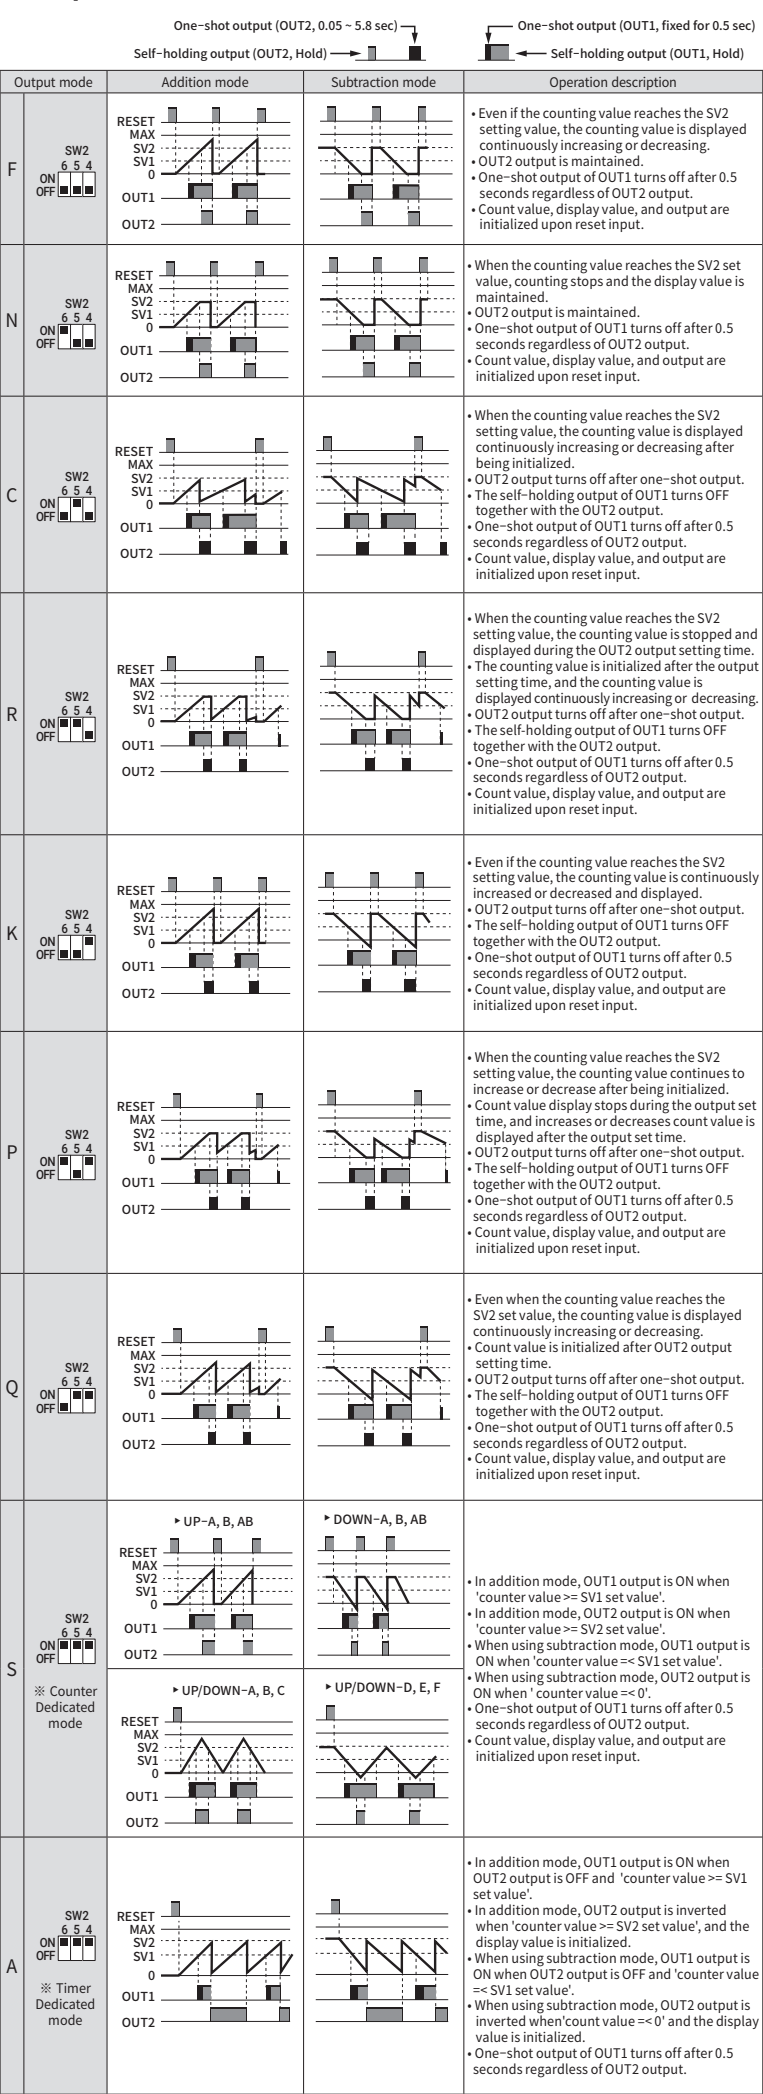 One-shot output (OUT2, 0.05 ~ 5.8 sec)
One-shot output (OUT1, fixed for 0.5 sec)
Self-holding output (OUT2, Hold)
Self-holding output (OUT1, Hold)
Output mode
Addition mode
Subtraction mode
Operation description
F
SW2
6 5 4
ON
OFF
RESET
MAX
SV2
SV1
0
OUT1
OUT2
• Even if the counting value reaches the SV2
setting value, the counting value is displayed
continuously increasing or decreasing.
• OUT2 output is maintained.
• One-shot output of OUT1 turns off after 0.5
seconds regardless of OUT2 output.
• Count value, display value, and output are
initialized upon reset input.
N
SW2
6 5 4
ON
OFF
RESET
MAX
SV2
SV1
0
OUT1
OUT2
• When the counting value reaches the SV2 set
value, counting stops and the display value is
maintained.
• OUT2 output is maintained.
• One-shot output of OUT1 turns off after 0.5
seconds regardless of OUT2 output.
• Count value, display value, and output are
initialized upon reset input.
C
SW2
6 5 4
ON
OFF
RESET
MAX
SV2
SV1
0
OUT1
OUT2
• When the counting value reaches the SV2
setting value, the counting value is displayed
continuously increasing or decreasing after
being initialized.
• OUT2 output turns off after one-shot output.
• The self-holding output of OUT1 turns OFF
together with the OUT2 output.
• One-shot output of OUT1 turns off after 0.5
seconds regardless of OUT2 output.
• Count value, display value, and output are
initialized upon reset input.
R
SW2
6 5 4
ON
OFF
RESET
MAX
SV2
SV1
0
OUT1
OUT2
• When the counting value reaches the SV2
setting value, the counting value is stopped and
displayed during the OUT2 output setting time.
• The counting value is initialized after the output
setting time, and the counting value is
displayed continuously increasing or decreasing.
• OUT2 output turns off after one-shot output.
• The self-holding output of OUT1 turns OFF
together with the OUT2 output.
• One-shot output of OUT1 turns off after 0.5
seconds regardless of OUT2 output.
• Count value, display value, and output are
initialized upon reset input.
K
SW2
6 5 4
ON
OFF
RESET
MAX
SV2
SV1
0
OUT1
OUT2
• Even if the counting value reaches the SV2
setting value, the counting value is continuously
increased or decreased and displayed.
• OUT2 output turns off after one-shot output.
• The self-holding output of OUT1 turns OFF
together with the OUT2 output.
• One-shot output of OUT1 turns off after 0.5
seconds regardless of OUT2 output.
• Count value, display value, and output are
initialized upon reset input.
P
SW2
6 5 4
ON
OFF
RESET
MAX
SV2
SV1
0
OUT1
OUT2
• When the counting value reaches the SV2
setting value, the counting value continues to
increase or decrease after being initialized.
• Count value display stops during the output set
time, and increases or decreases count value is
displayed after the output set time.
• OUT2 output turns off after one-shot output.
• The self-holding output of OUT1 turns OFF
together with the OUT2 output.
• One-shot output of OUT1 turns off after 0.5
seconds regardless of OUT2 output.
• Count value, display value, and output are
initialized upon reset input.
Q
SW2
6 5 4
ON
OFF
RESET
MAX
SV2
SV1
0
OUT1
OUT2
• Even when the counting value reaches the
SV2 set value, the counting value is displayed
continuously increasing or decreasing.
• Count value is initialized after OUT2 output
setting time.
• OUT2 output turns off after one-shot output.
• The self-holding output of OUT1 turns OFF
together with the OUT2 output.
• One-shot output of OUT1 turns off after 0.5
seconds regardless of OUT2 output.
• Count value, display value, and output are
initialized upon reset input.
S
SW2
6 5 4
ON
OFF
※ Counter
Dedicated
mode
▸ UP-A, B, AB
RESET
MAX
SV2
SV1
0
OUT1
OUT2
▸ DOWN-A, B, AB
▸ UP/DOWN-A, B, C
RESET
MAX
SV2
SV1
0
OUT1
OUT2
▸ UP/DOWN-D, E, F
• In addition mode, OUT1 output is ON when
'counter value >= SV1 set value'.
• In addition mode, OUT2 output is ON when
'counter value >= SV2 set value'.
• When using subtraction mode, OUT1 output is
ON when 'counter value =< SV1 set value'.
• When using subtraction mode, OUT2 output is
ON when ' counter value =< 0'.
• One-shot output of OUT1 turns off after 0.5
seconds regardless of OUT2 output.
• Count value, display value, and output are
initialized upon reset input.
A
SW2
6 5 4
ON
OFF
※ Timer
Dedicated
mode
RESET
MAX
SV2
SV1
0
OUT1
OUT2
• In addition mode, OUT1 output is ON when
OUT2 output is OFF and 'counter value >= SV1
set value'.
• In addition mode, OUT2 output is inverted
when 'counter value >= SV2 set value', and the
display value is initialized.
• When using subtraction mode, OUT1 output is
ON when OUT2 output is OFF and 'counter value
=< SV1 set value'.
• When using subtraction mode, OUT2 output is
inverted when'count value =< 0' and the display
value is initialized.
• One-shot output of OUT1 turns off after 0.5
seconds regardless of OUT2 output.